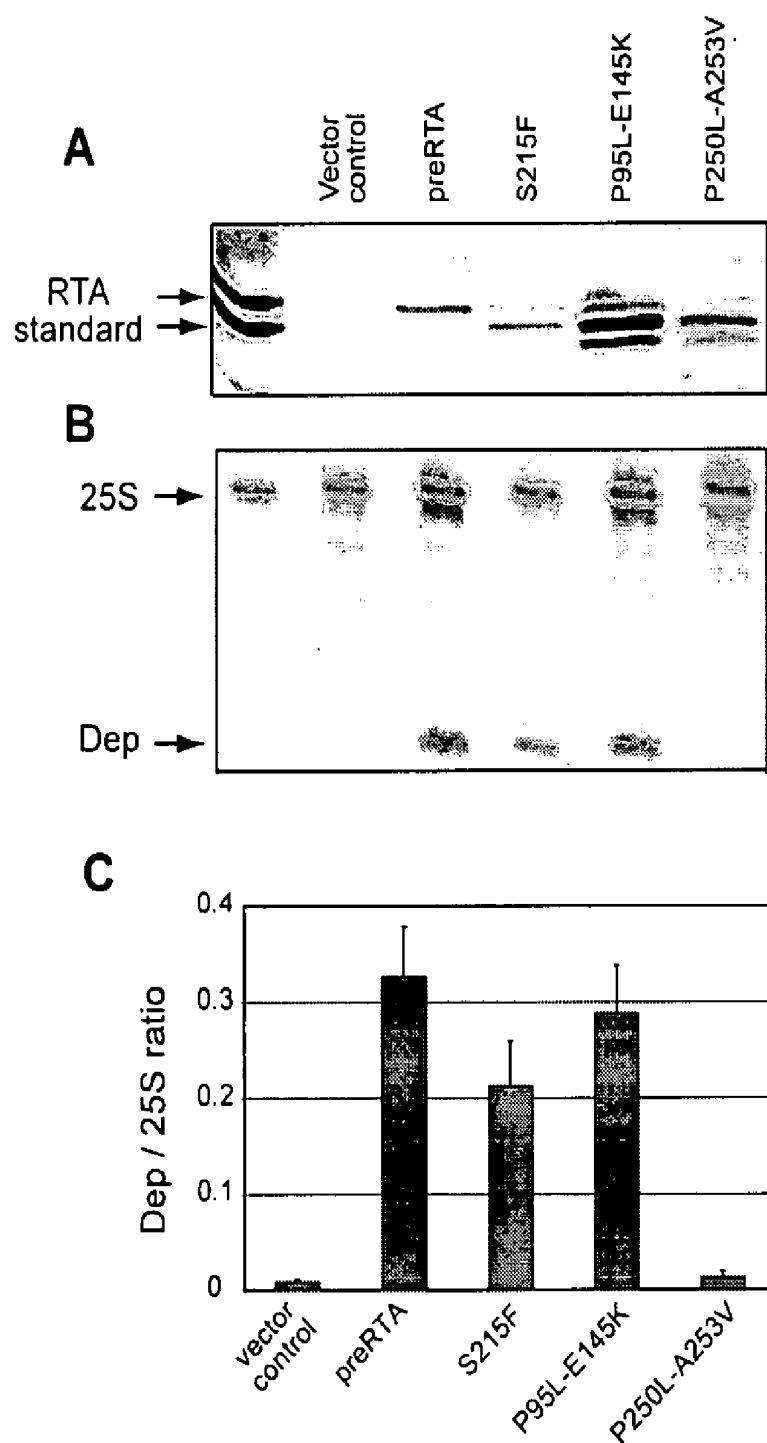 A
Vector
control
preRTA
S215F
P95L-E145K
P250L-A253V
RTA
standard
B
25S
Dep
C
Dep / 25S ratio
0.4
0.3
0.2
0.1
0
vector
control
preRTA
S215F
P95L-E145K
P250L-A253V